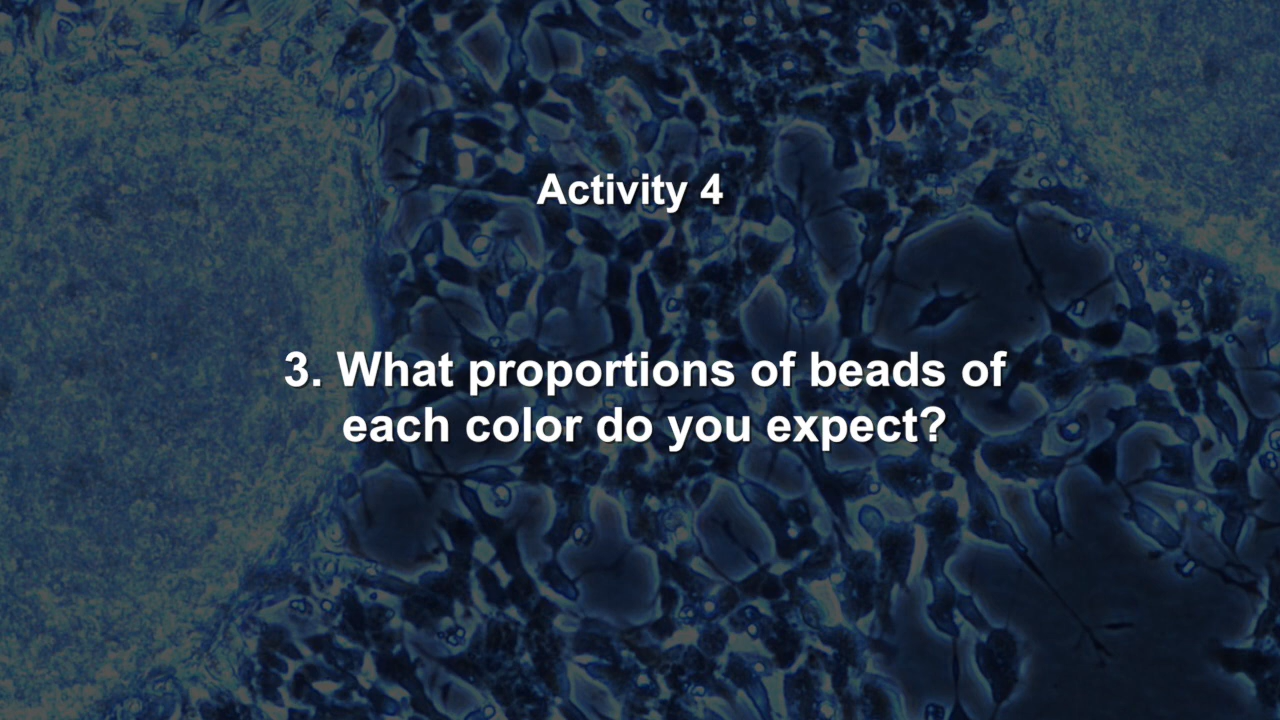 Activity 4
3. What proportions of beads of
each color do you expect?